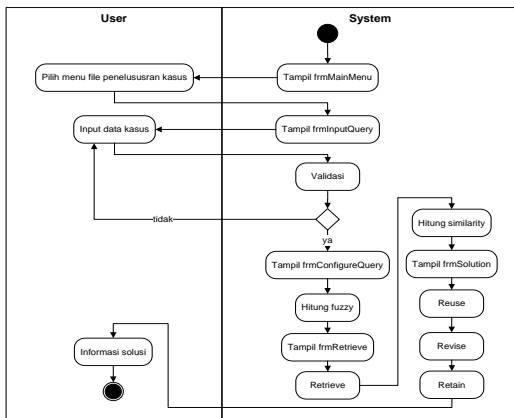 User
System
Tampil frmMainMenu
Pilih menu file penelususran kasus
Tampil frmInputQuery
Input data kasus
Validasi
tidak
ya
Tampil frmConfigureQuery
Hitung fuzzy
Tampil frmRetrieve
Retrieve
Hitung similarity
Tampil frmSolution
Reuse
Revise
Retain
Informasi solusi